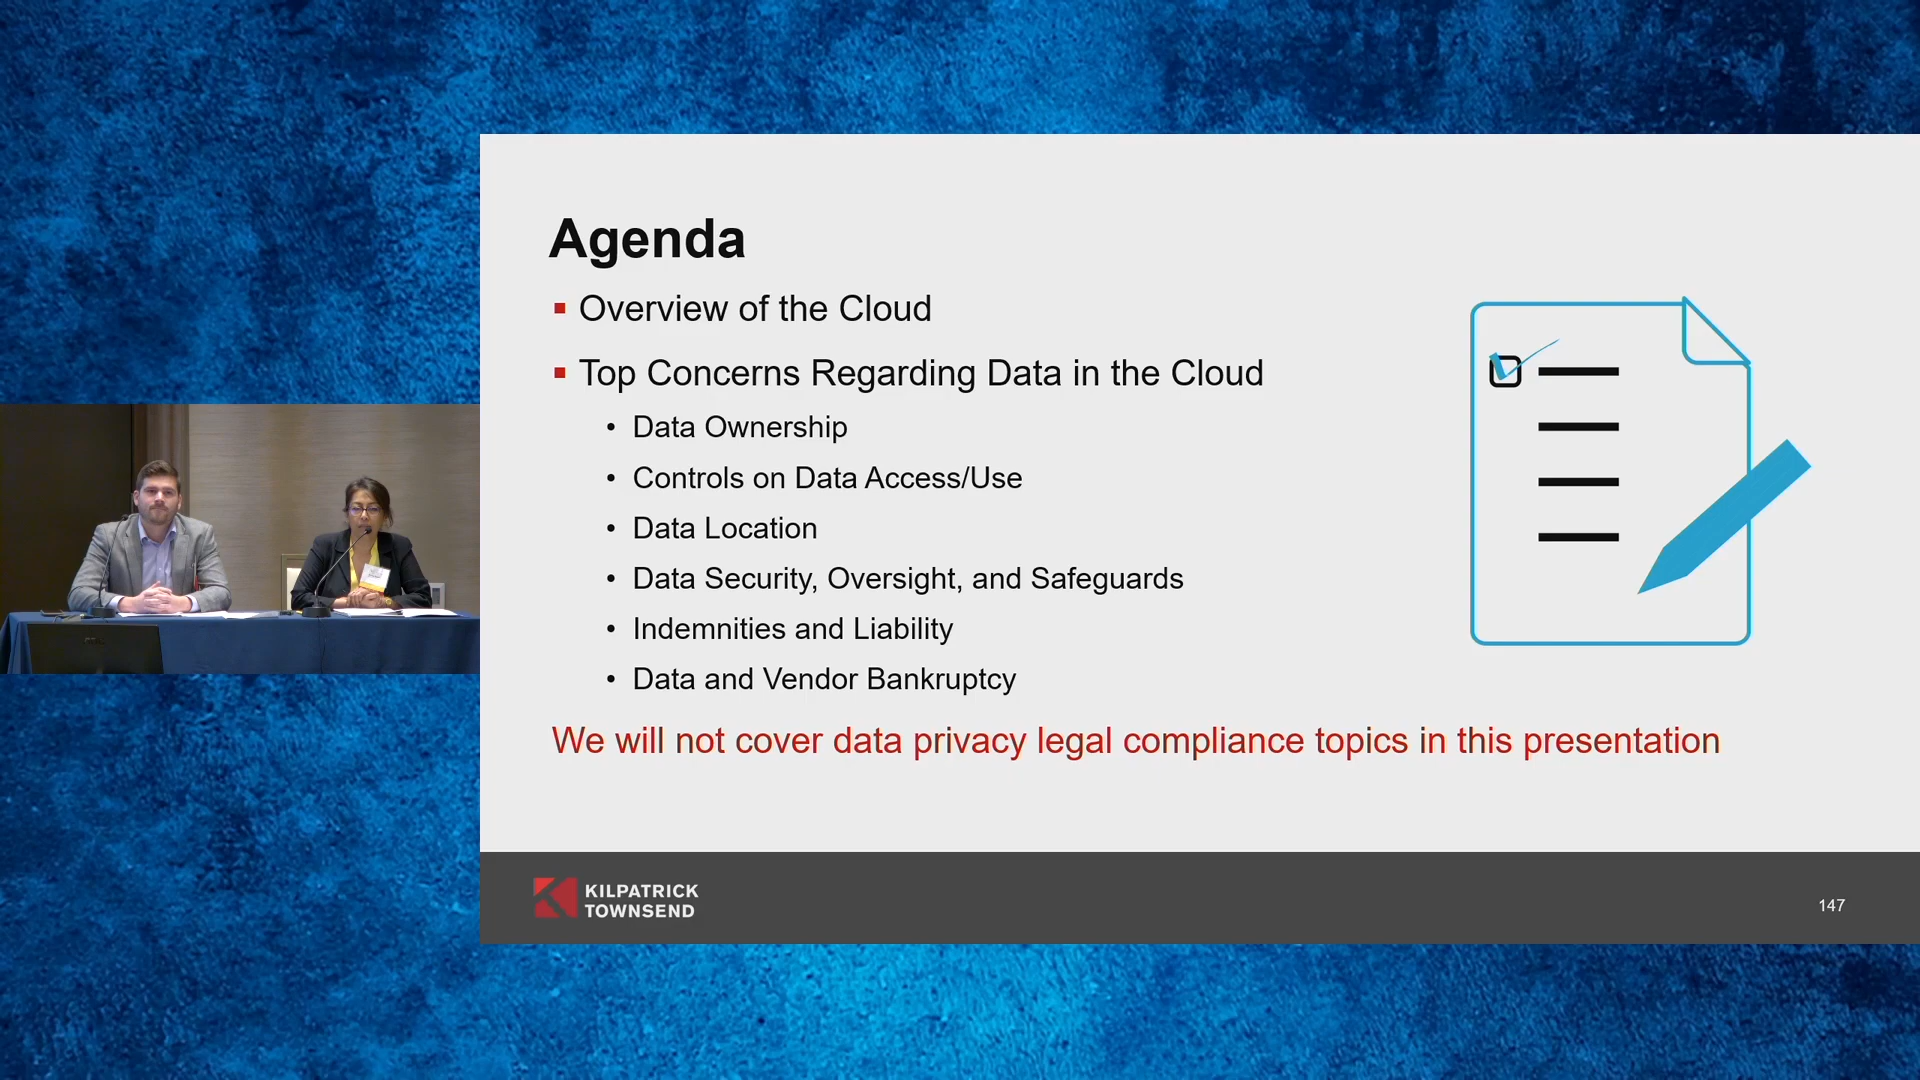 Agenda
Overview of the Cloud
Top Concerns Regarding Data in the Cloud
• Data Ownership
• Controls on Data Access/Use
• Data Location
• Data Security, Oversight, and Safeguards
• Indemnities and Liability
• Data and Vendor Bankruptcy
We will not cover data privacy legal compliance topics in this presentation
KILPATRICK
TOWNSEND
147